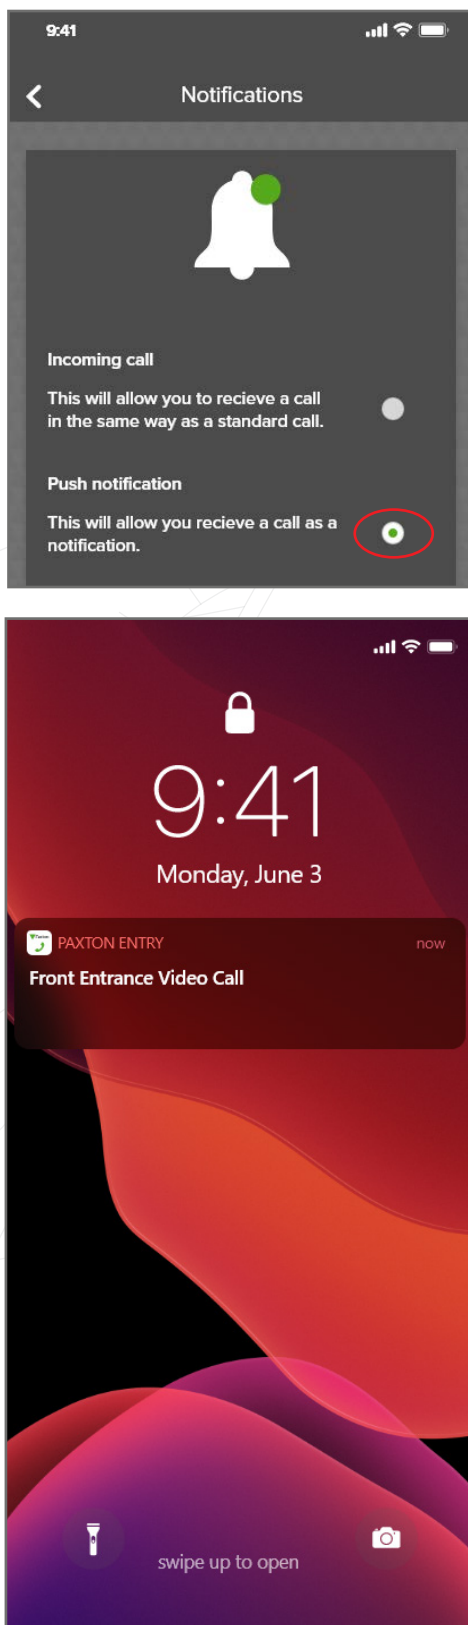 9:41
Notifications
Incoming call
This will allow you to recieve a call
in the same way as a standard call.
Push notification
This will allow you recieve a call as a
notification.
9:41
Monday, June 3
Paxton
PAXTON ENTRY
now
Front Entrance Video Call
swipe up to open